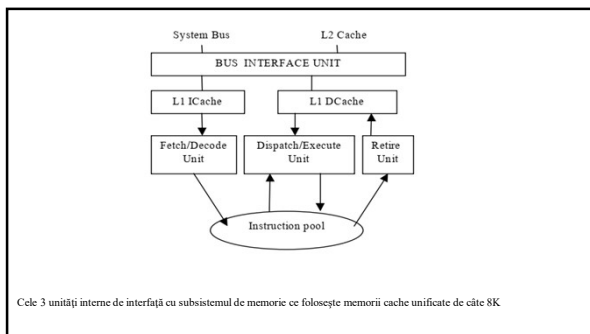 System Bus L2 Cache
BUS INTERFACE UNIT
L1 ICache L1 DCache
Fetch/Decode Unit
Dispatch/Execute Unit
Retire Unit
Instruction pool
Cele 3 unități interne de interfață cu subsistemul de memorie ce folosește memorii cache unificate de câte 8K